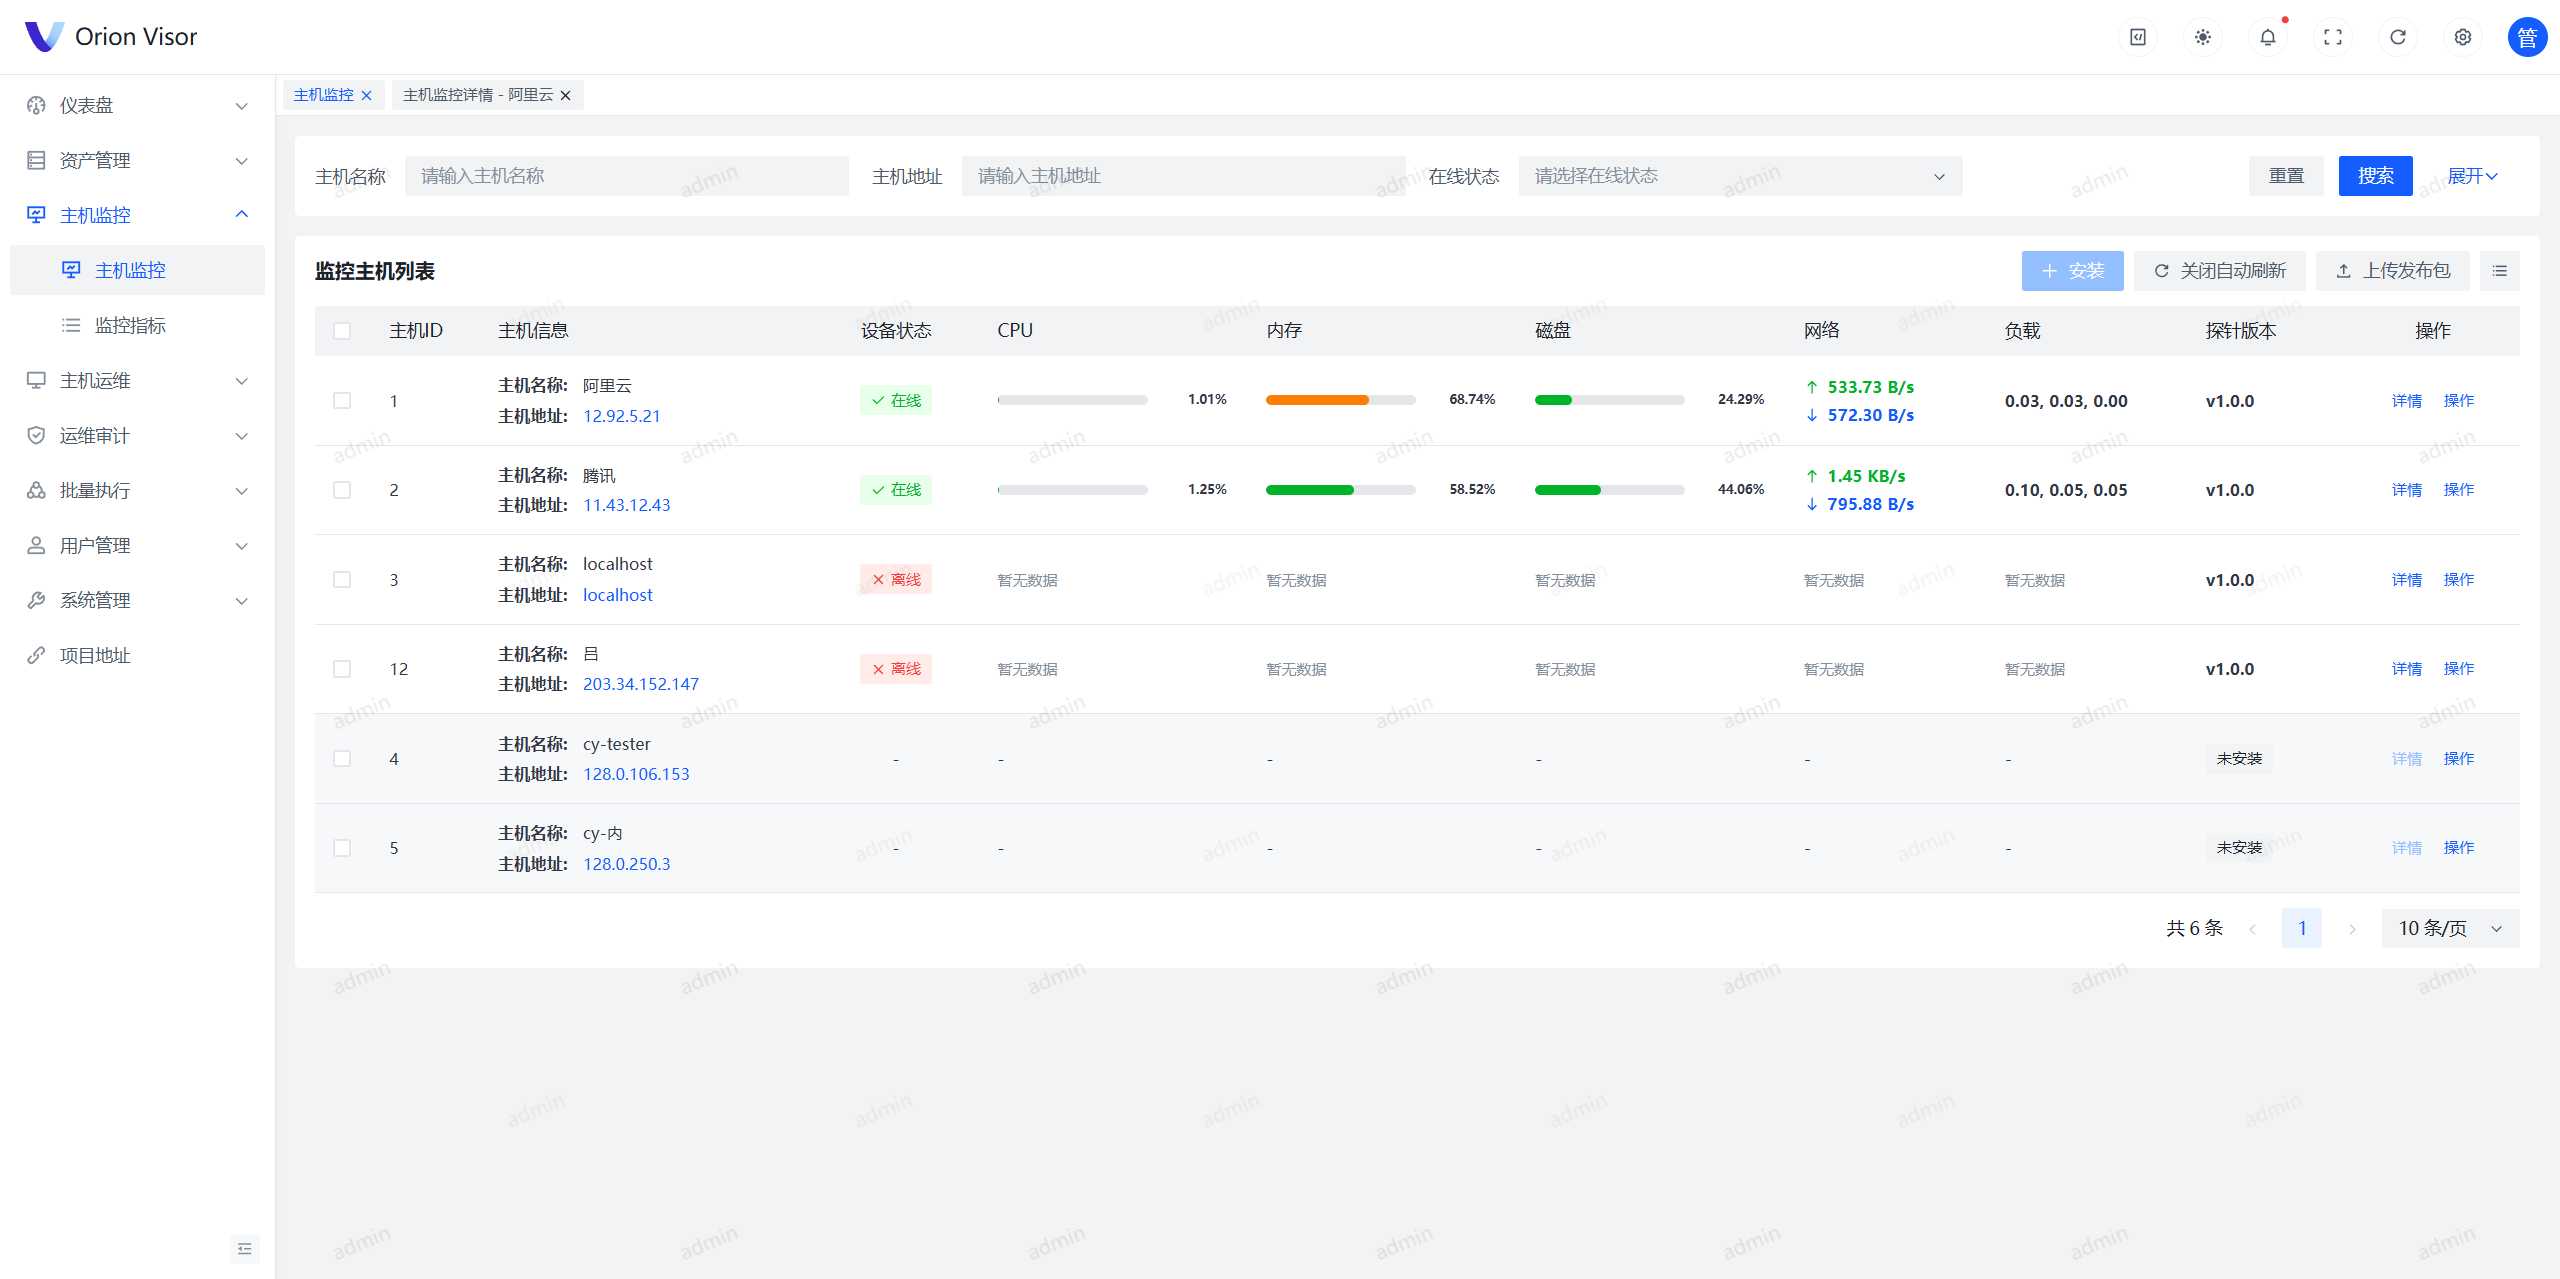 Orion Visor
管
仪表盘
资产管理
主机监控
主机监控
监控指标
主机运维
运维审计
批量执行
用户管理
系统管理
项目地址
主机监控
主机监控详情 - 阿里云
主机名称 请输入主机名称 主机地址 请输入主机地址 在线状态 请选择在线状态 重置 搜索 展开
监控主机列表
安装 关闭自动刷新 上传发布包
主机ID 主机信息 设备状态 CPU 内存 磁盘 网络 负载 探针版本 操作
1 主机名称: 阿里云 在线 1.01% 68.74% 24.29% 533.73 B/s 0.03, 0.03, 0.00 v1.0.0 详情 操作
主机地址: 12.92.5.21 572.30 B/s
2 主机名称: 腾讯 在线 1.25% 58.52% 44.06% 1.45 KB/s 0.10, 0.05, 0.05 v1.0.0 详情 操作
主机地址: 11.43.12.43 795.88 B/s
3 主机名称: localhost 离线 暂无数据 暂无数据 暂无数据 暂无数据 暂无数据 v1.0.0 详情 操作
主机地址: localhost
12 主机名称: 吕 离线 暂无数据 暂无数据 暂无数据 暂无数据 暂无数据 v1.0.0 详情 操作
主机地址: 203.34.152.147
4 主机名称: cy-tester - - - - - - 未安装 详情 操作
主机地址: 128.0.106.153
5 主机名称: cy-内 - - - - - - 未安装 详情 操作
主机地址: 128.0.250.3
共 6 条 1 10 条/页
admin